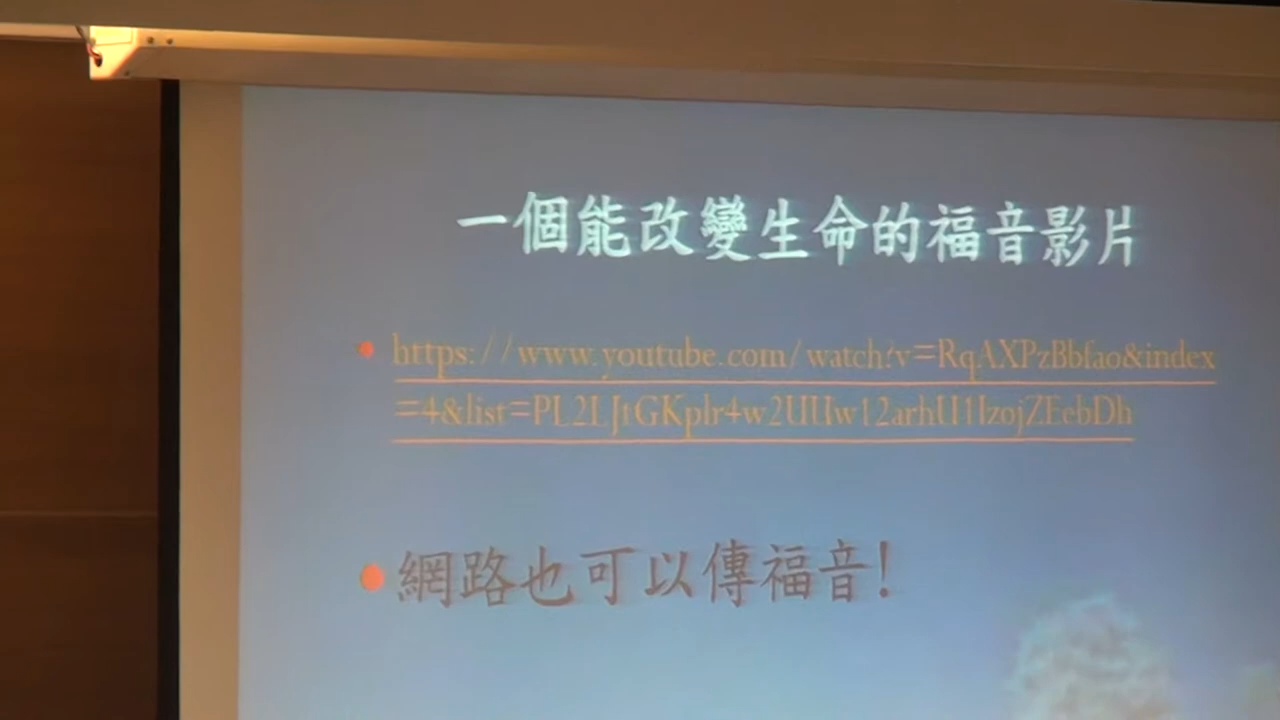 一個能改變生命的福音影片
https://www.youtube.com/watch?v=RqAXPzBbfao&index
=4&list=PL2LJtGKplr4w2UUw12arhU1IzojZEebDh
網路也可以傳福音!